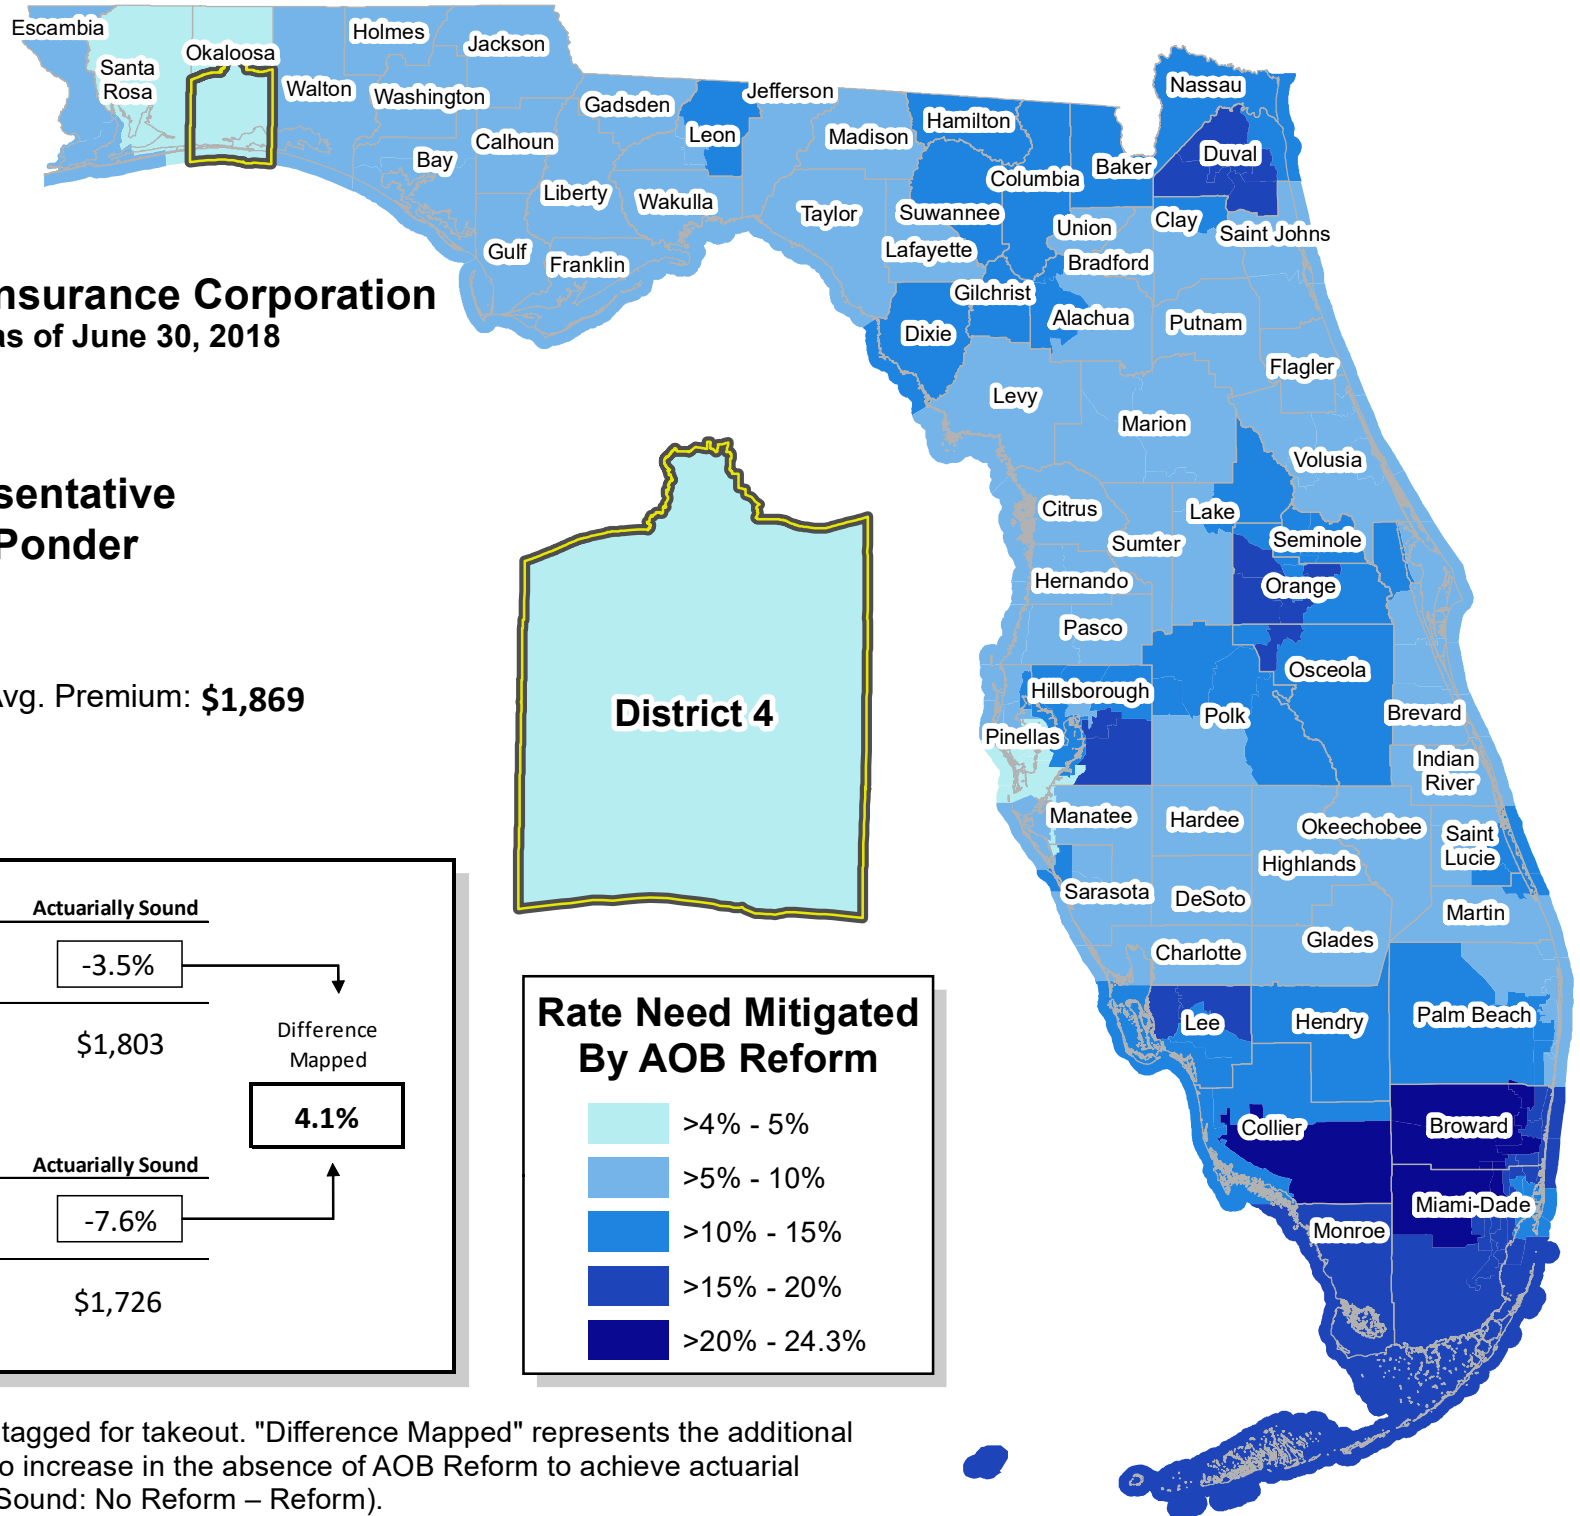 Escambia
Santa
Rosa
Okaloosa
Holmes
Jackson
Walton
Washington
Bay
Calhoun
Gulf
Liberty
Franklin
Gadsden
Leon
Wakulla
Jefferson
Madison
Taylor
Hamilton
Suwannee
Lafayette
Columbia
Baker
Nassau
Duval
Union
Clay
Saint Johns
Bradford
Gilchrist
Dixie
Alachua
Putnam
Flagler
Levy
Marion
Volusia
Citrus
Lake
Sumter
Seminole
Hernando
Orange
Pasco
Osceola
Hillsborough
Polk
Brevard
Pinellas
Indian
River
Manatee
Hardee
Okeechobee
Saint
Lucie
Highlands
Sarasota
DeSoto
Martin
Charlotte
Glades
Lee
Hendry
Palm Beach
Collier
Broward
Miami-Dade
Monroe
nsurance Corporation
as of June 30, 2018
sentative
Ponder
Avg. Premium: $1,869
District 4
Actuarially Sound
-3.5%
$1,803
Difference
Mapped
4.1%
Actuarially Sound
-7.6%
$1,726
Rate Need Mitigated
By AOB Reform
>4% - 5%
>5% - 10%
>10% - 15%
>15% - 20%
>20% - 24.3%
tagged for takeout. "Difference Mapped" represents the additional
o increase in the absence of AOB Reform to achieve actuarial
Sound: No Reform – Reform).